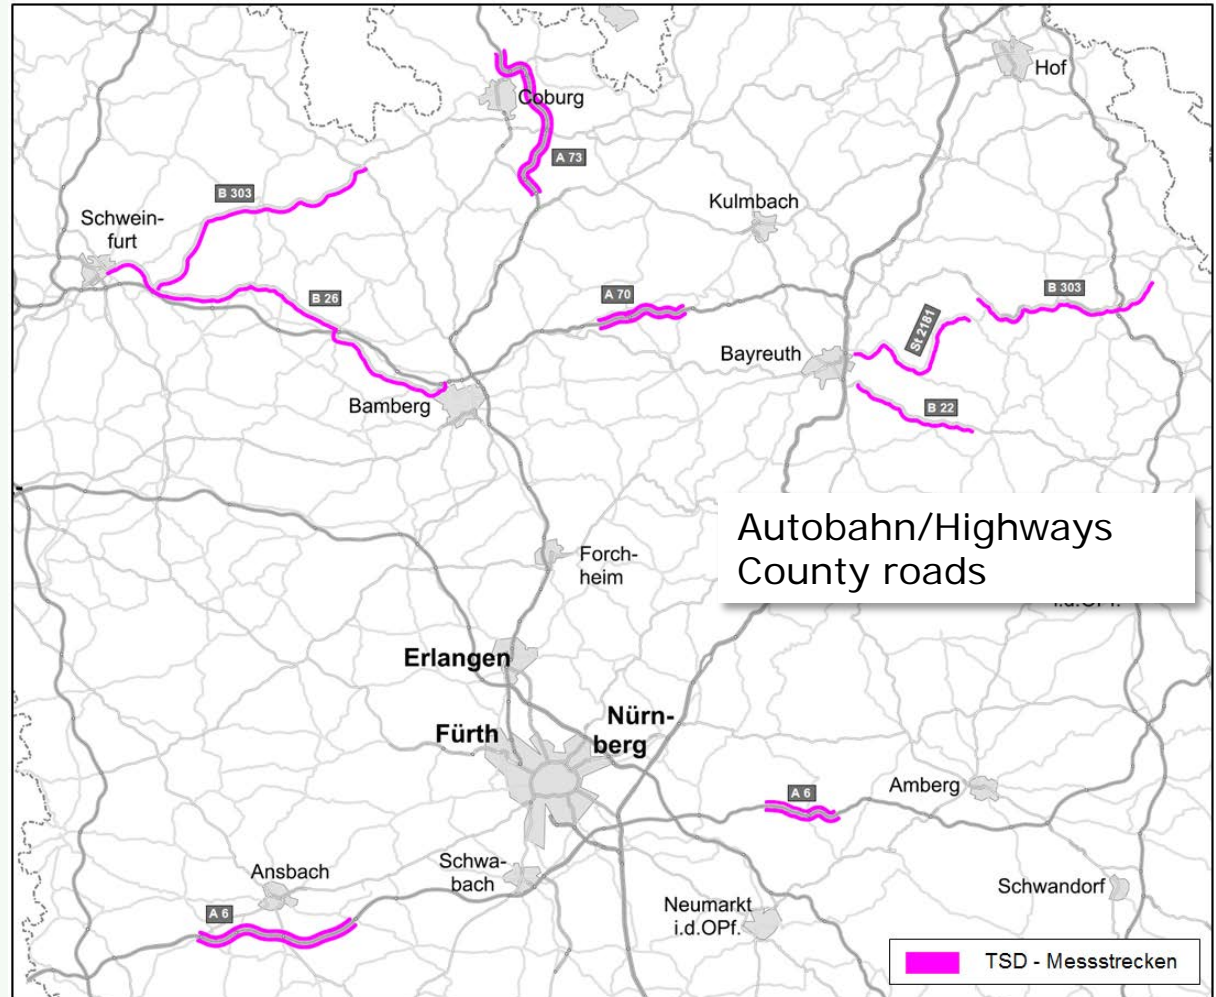 Hof
Coburg
A 73
B 303
Kulmbach
Schwein-
furt
B 26
A 70
B 303
St 2181
Bayreuth
Bamberg
B 22
Autobahn/Highways
County roads
Forch-
heim
i.d.OPf.
Erlangen
Nürn-
berg
Fürth
A 6
Amberg
Schwa-
bach
Ansbach
Schwandorf
Neumarkt
i.d.OPf.
A 6
TSD - Messstrecken